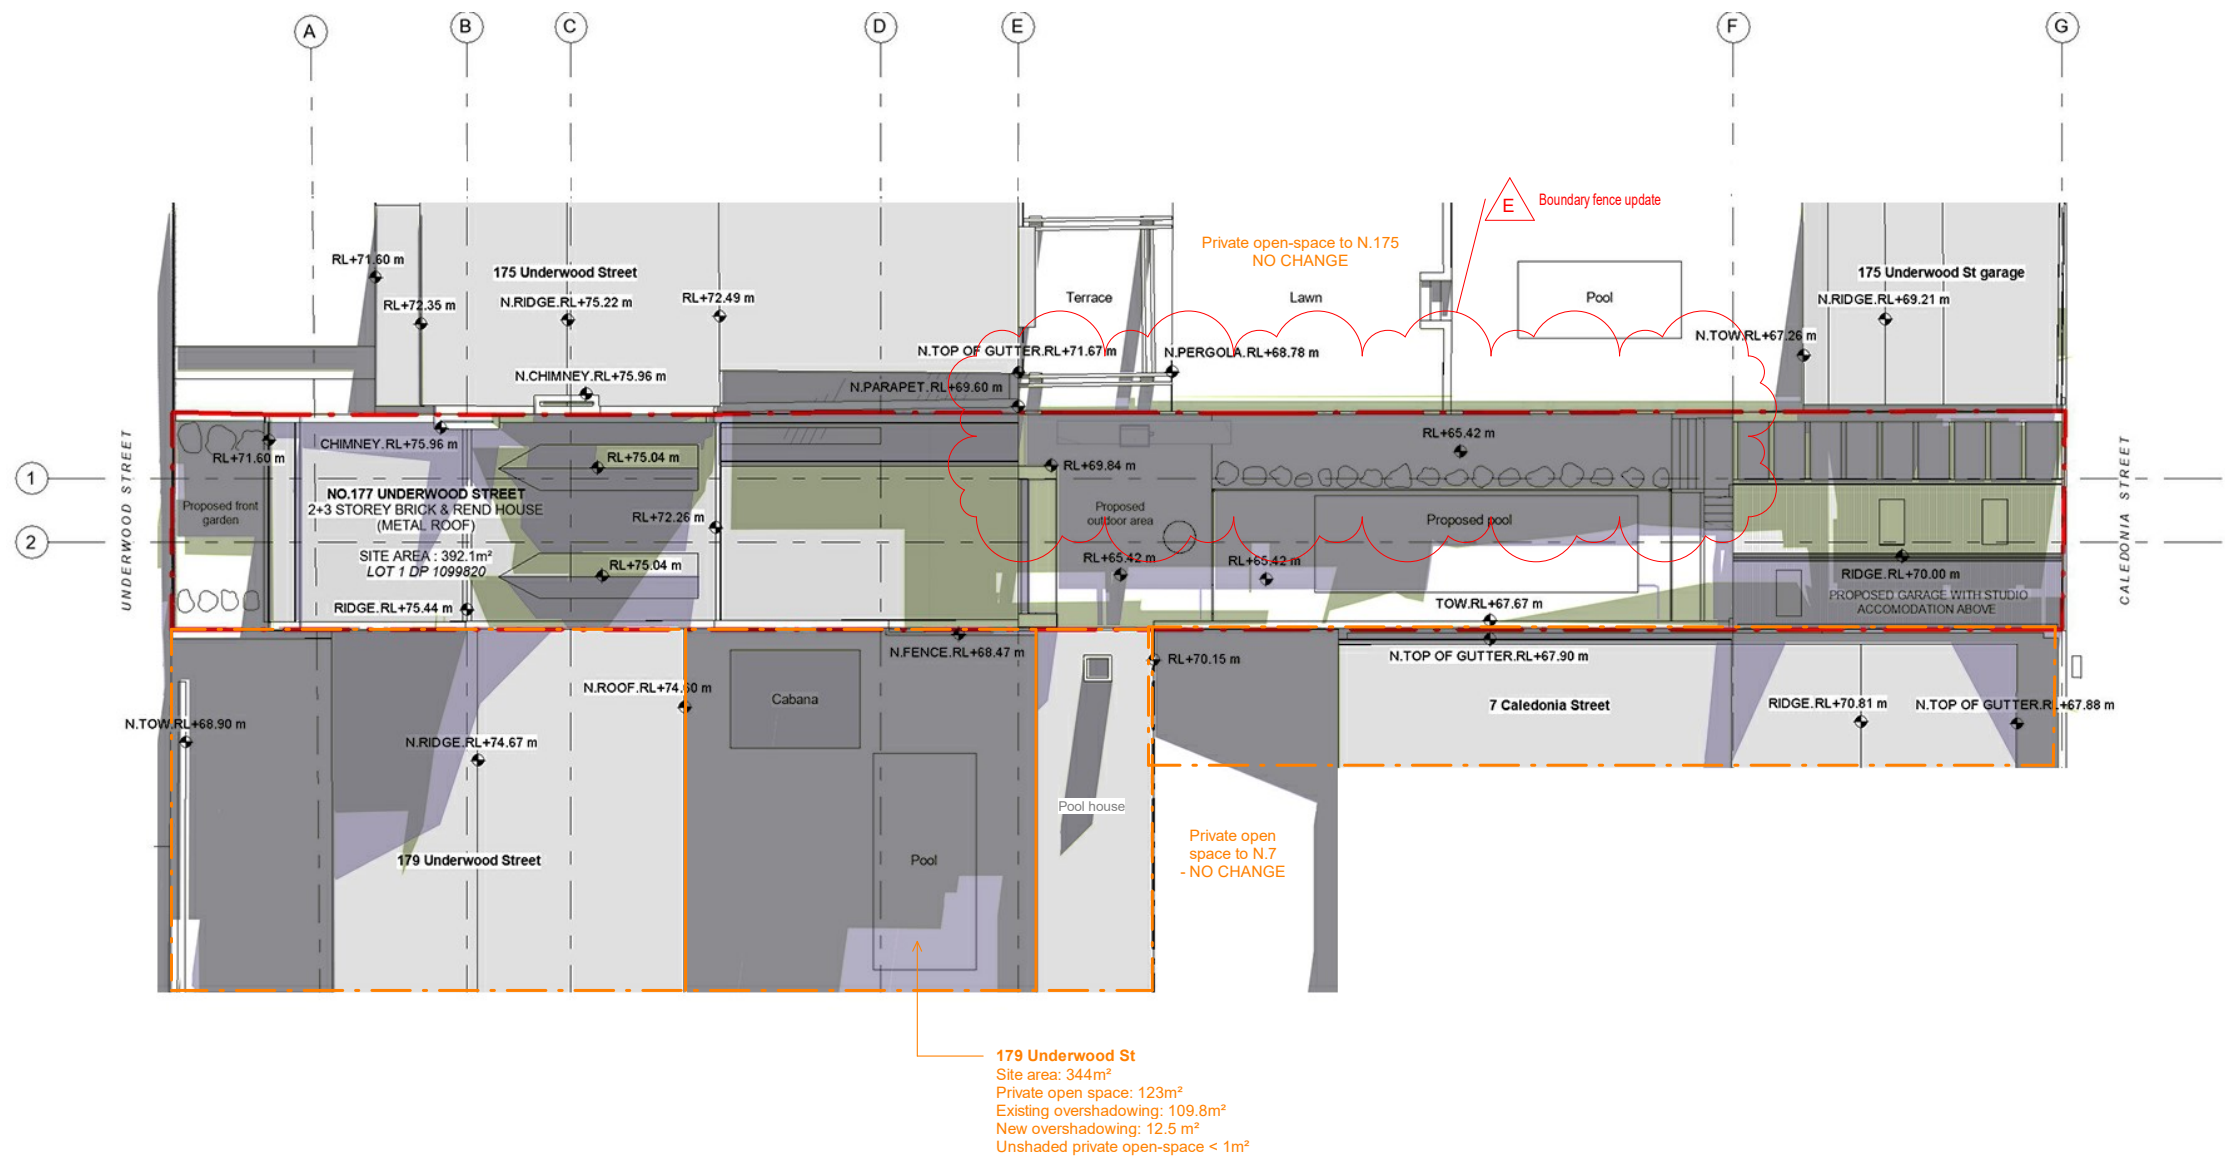 A
B
C
D
E
F
G
E
Boundary fence update
Private open-space to N.175
NO CHANGE
RL+71.60 m
175 Underwood Street
175 Underwood St garage
RL+72.35 m
N.RIDGE.RL+75.22 m
RL+72.49 m
Terrace
Lawn
Pool
N.RIDGE.RL+69.21 m
N.TOW.RL+67.26 m
N.TOP OF GUTTER.RL+71.67 m
N.PERGOLA.RL+68.78 m
N.CHIMNEY.RL+75.96 m
N.PARAPET.RL+69.60 m
UNDERWOOD STREET
CALEDONIA STREET
1
2
CHIMNEY.RL+75.96 m
RL+71.60 m
RL+75.04 m
RL+65.42 m
RL+69.84 m
NO.177 UNDERWOOD STREET
2+3 STOREY BRICK & REND HOUSE
(METAL ROOF)
Proposed front
garden
RL+72.26 m
Proposed
outdoor area
Proposed pool
SITE AREA : 392.1m²
LOT 1 DP 1099820
RL+75.04 m
RL+65.42 m
RL+65.42 m
RIDGE.RL+70.00 m
PROPOSED GARAGE WITH STUDIO
ACCOMODATION ABOVE
RIDGE.RL+75.44 m
TOW.RL+67.67 m
N.FENCE.RL+68.47 m
RL+70.15 m
N.TOP OF GUTTER.RL+67.90 m
N.ROOF.RL+74.60 m
Cabana
7 Caledonia Street
RIDGE.RL+70.81 m
N.TOP OF GUTTER.RL+67.88 m
N.TOW.RL+68.90 m
N.RIDGE.RL+74.67 m
Pool house
Private open
space to N.7
- NO CHANGE
179 Underwood Street
Pool
179 Underwood St
Site area: 344m²
Private open space: 123m²
Existing overshadowing: 109.8m²
New overshadowing: 12.5 m²
Unshaded private open-space < 1m²